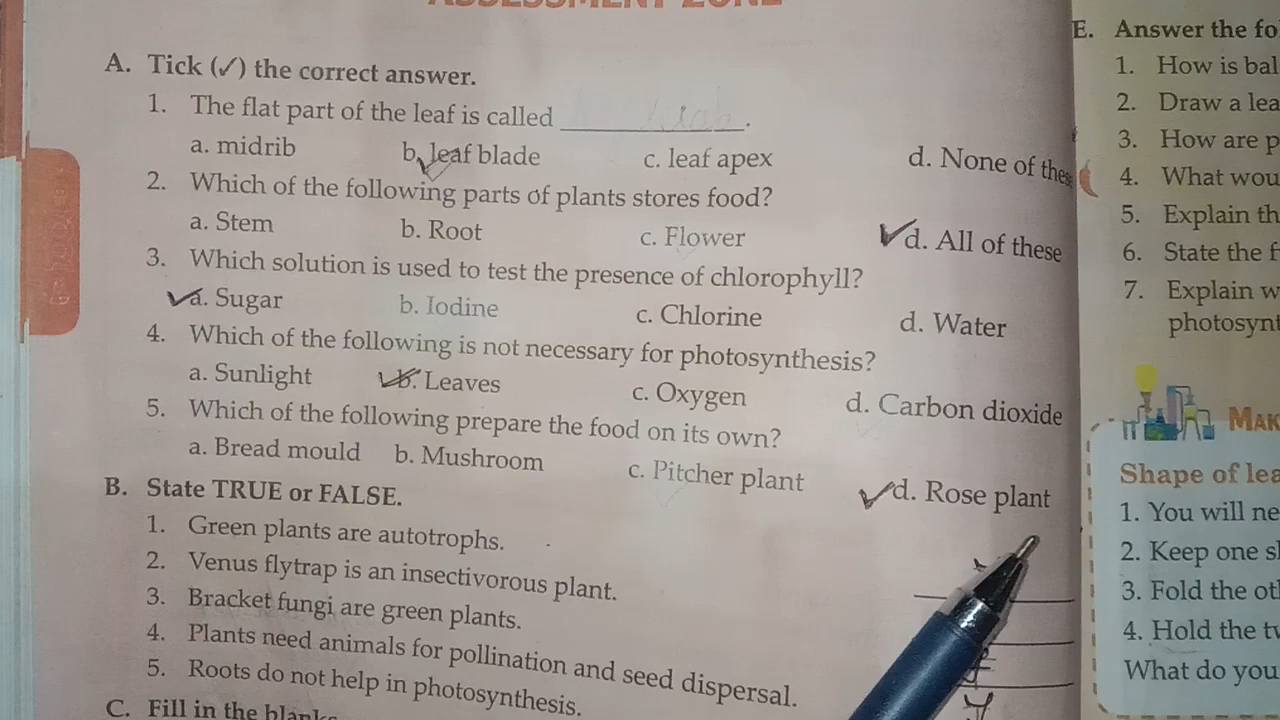 ASSESSMENT ZONE
A. Tick (✓) the correct answer.
1. The flat part of the leaf is called ____________.
a. midrib b. leaf blade c. leaf apex d. None of thes
2. Which of the following parts of plants stores food?
a. Stem b. Root c. Flower d. All of these
3. Which solution is used to test the presence of chlorophyll?
a. Sugar b. Iodine c. Chlorine d. Water
4. Which of the following is not necessary for photosynthesis?
a. Sunlight b. Leaves c. Oxygen d. Carbon dioxide
5. Which of the following prepare the food on its own?
a. Bread mould b. Mushroom c. Pitcher plant d. Rose plant
B. State TRUE or FALSE.
1. Green plants are autotrophs.
2. Venus flytrap is an insectivorous plant.
3. Bracket fungi are green plants.
4. Plants need animals for pollination and seed dispersal.
5. Roots do not help in photosynthesis.
C. Fill in the blanks
E. Answer the fo
1. How is bal
2. Draw a lea
3. How are p
4. What wou
5. Explain th
6. State the f
7. Explain w
photosynt
MAK
Shape of lea
1. You will ne
2. Keep one sl
3. Fold the ot
4. Hold the tw
What do you